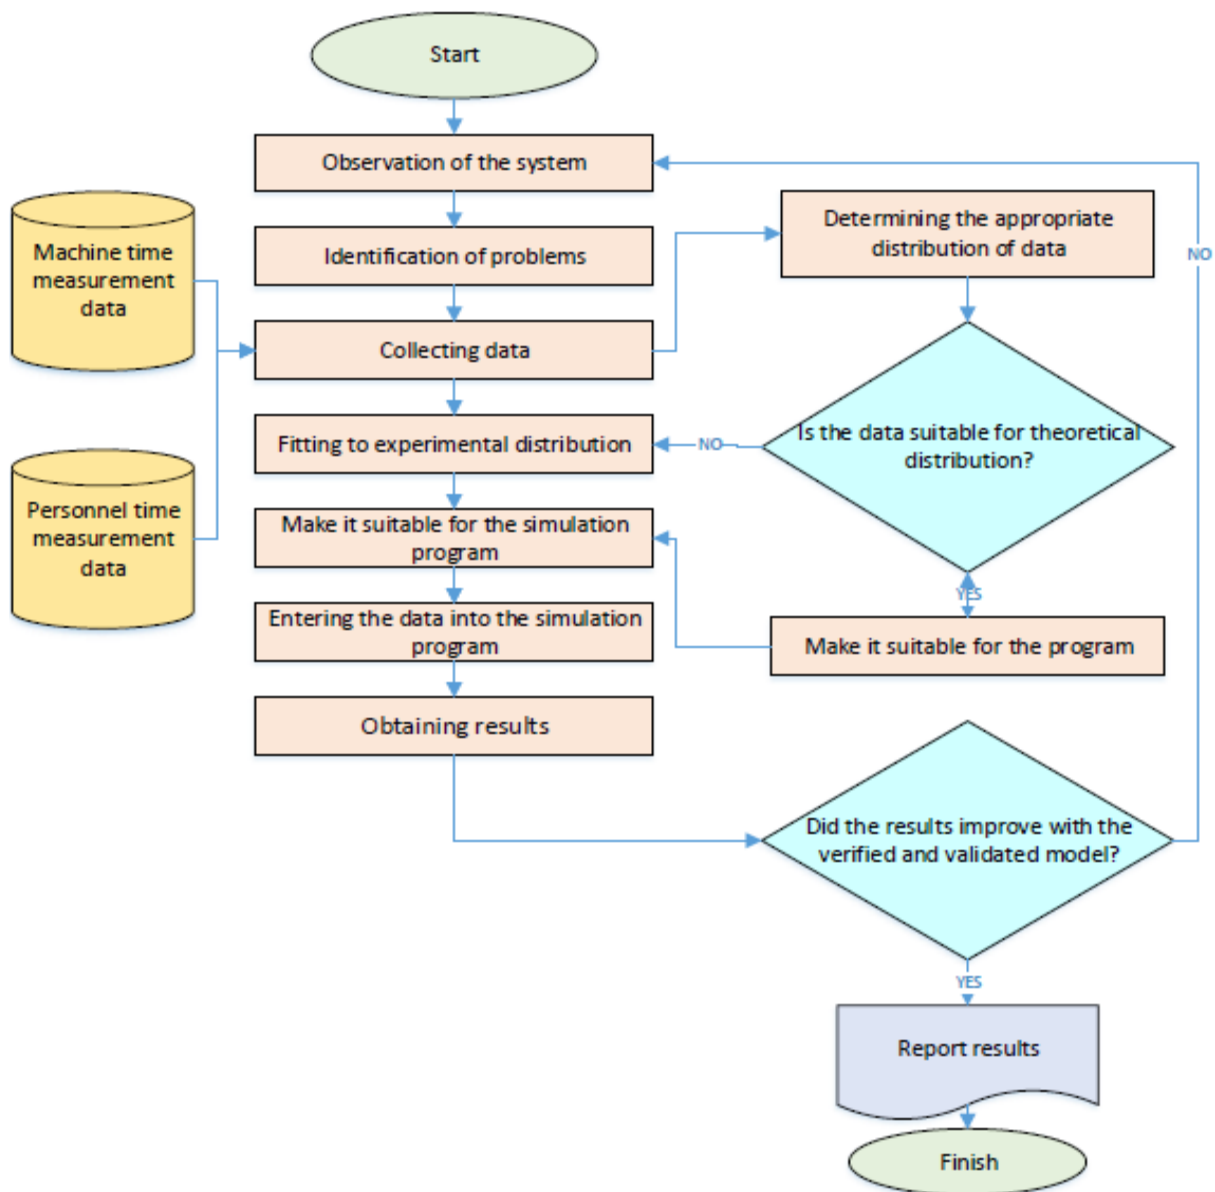 Start
Observation of the system
Identification of problems
Machine time
measurement
data
Collecting data
Determining the appropriate
distribution of data
NO
Fitting to experimental distribution
NO
Is the data suitable for theoretical
distribution?
Personnel time
measurement
data
Make it suitable for the simulation
program
YES
Entering the data into the simulation
program
Make it suitable for the program
Obtaining results
Did the results improve with the
verified and validated model?
YES
Report results
Finish